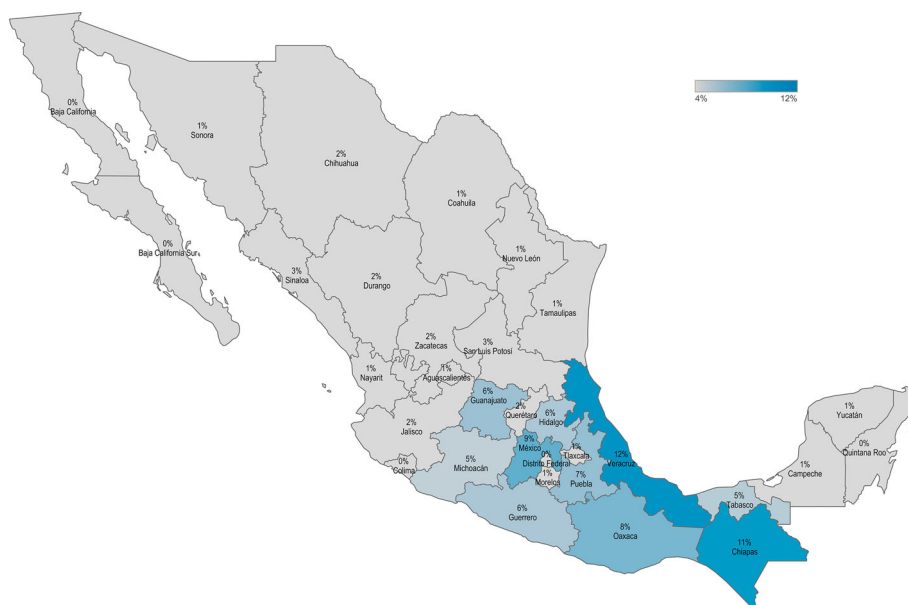 4% 12%
0%
Baja California
1%
Sonora
2%
Chihuahua
1%
Coahuila
0%
Baja California Sur
3%
Sinaloa
2%
Durango
1%
Nuevo León
1%
Tamaulipas
2%
Zacatecas
3%
San Luis Potosí
1%
Nayarit
1%
Aguascalientes
6%
Guanajuato
2%
Querétaro
6%
Hidalgo
2%
Jalisco
9%
México
0%
Distrito Federal
1%
Tlaxcala
12%
Veracruz
0%
Colima
5%
Michoacán
1%
Morelos
7%
Puebla
1%
Yucatán
0%
Quintana Roo
1%
Campeche
5%
Tabasco
6%
Guerrero
8%
Oaxaca
11%
Chiapas